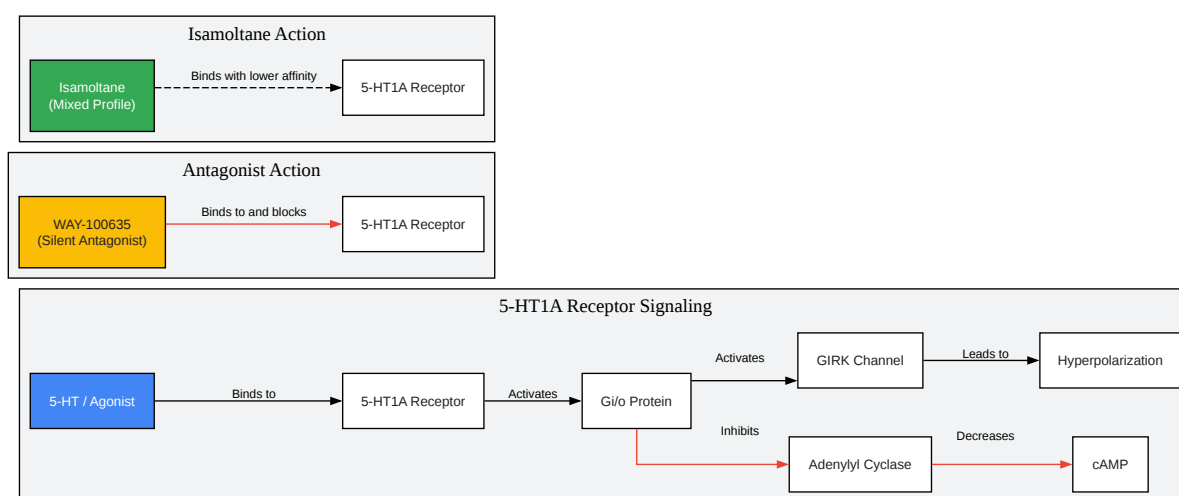 Isamoltane Action
Isamoltane
(Mixed Profile)
Binds with lower affinity
5-HT1A Receptor
Antagonist Action
WAY-100635
(Silent Antagonist)
Binds to and blocks
5-HT1A Receptor
5-HT1A Receptor Signaling
5-HT / Agonist
Binds to
5-HT1A Receptor
Activates
Gi/o Protein
Activates
GIRK Channel
Leads to
Hyperpolarization
Inhibits
Adenylyl Cyclase
Decreases
cAMP